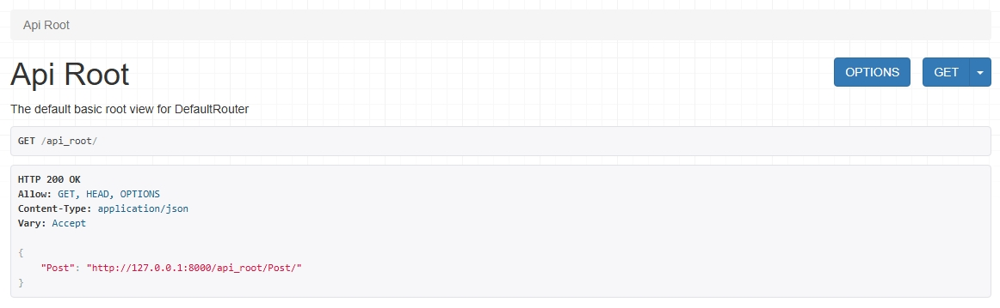 Api Root
Api Root
OPTIONS
GET
The default basic root view for DefaultRouter
GET /api_root/
HTTP 200 OK
Allow: GET, HEAD, OPTIONS
Content-Type: application/json
Vary: Accept
{
    "Post": "http://127.0.0.1:8000/api_root/Post/"
}